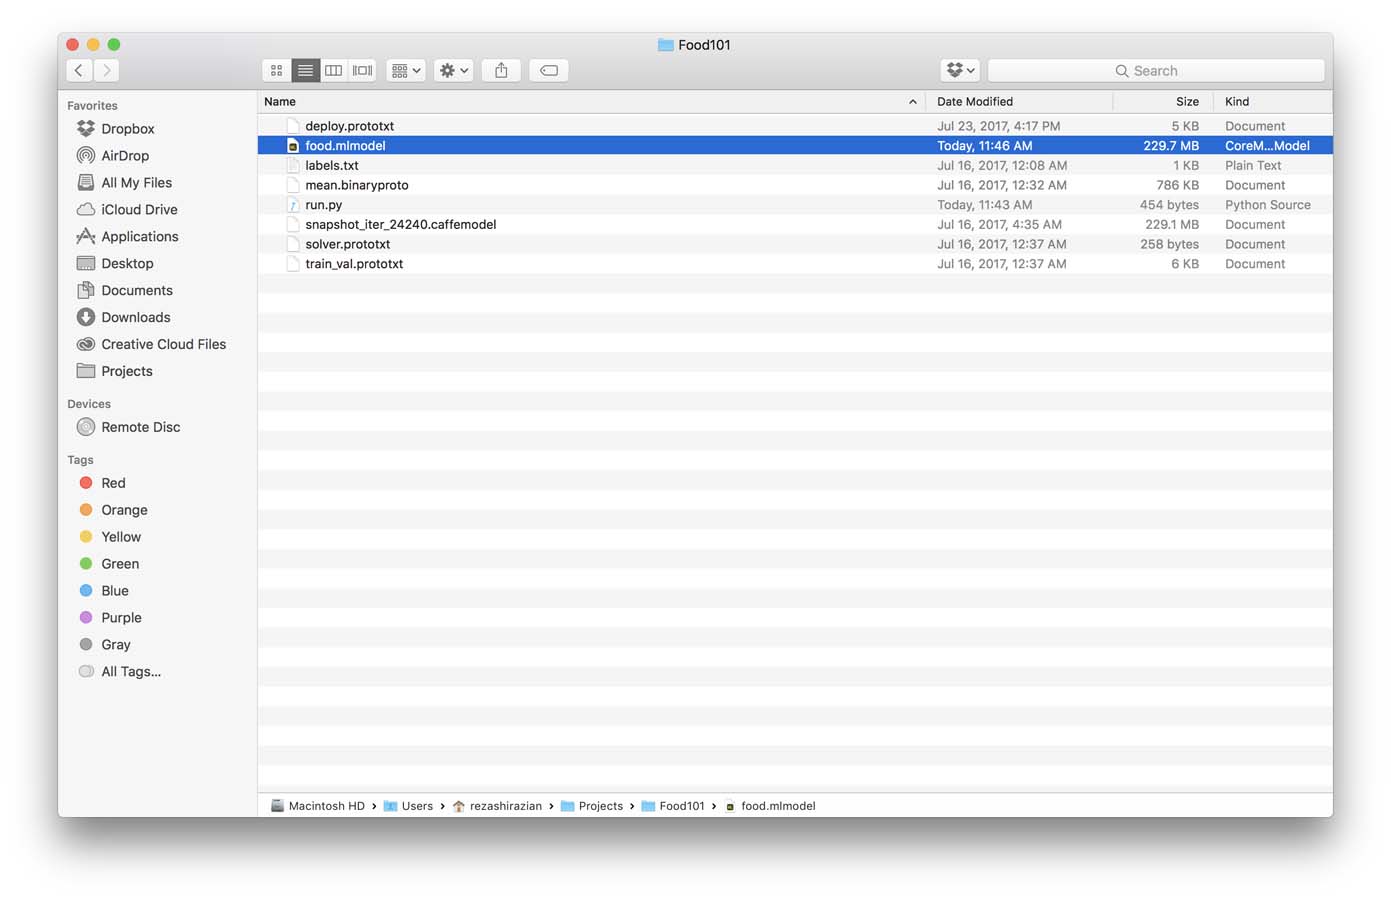 Food101
Search
Favorites
Dropbox
AirDrop
All My Files
iCloud Drive
Applications
Desktop
Documents
Downloads
Creative Cloud Files
Projects
Devices
Remote Disc
Tags
Red
Orange
Yellow
Green
Blue
Purple
Gray
All Tags...
Name Date Modified Size Kind
deploy.prototxt Jul 23, 2017, 4:17 PM 5 KB Document
food.mlmodel Today, 11:46 AM 229.7 MB CoreM...Model
labels.txt Jul 16, 2017, 12:08 AM 1 KB Plain Text
mean.binaryproto Jul 16, 2017, 12:32 AM 786 KB Document
run.py Today, 11:43 AM 454 bytes Python Source
snapshot_iter_24240.caffemodel Jul 16, 2017, 4:35 AM 229.1 MB Document
solver.prototxt Jul 16, 2017, 12:37 AM 258 bytes Document
train_val.prototxt Jul 16, 2017, 12:37 AM 6 KB Document
Macintosh HD › Users › rezashirazian › Projects › Food101 › food.mlmodel